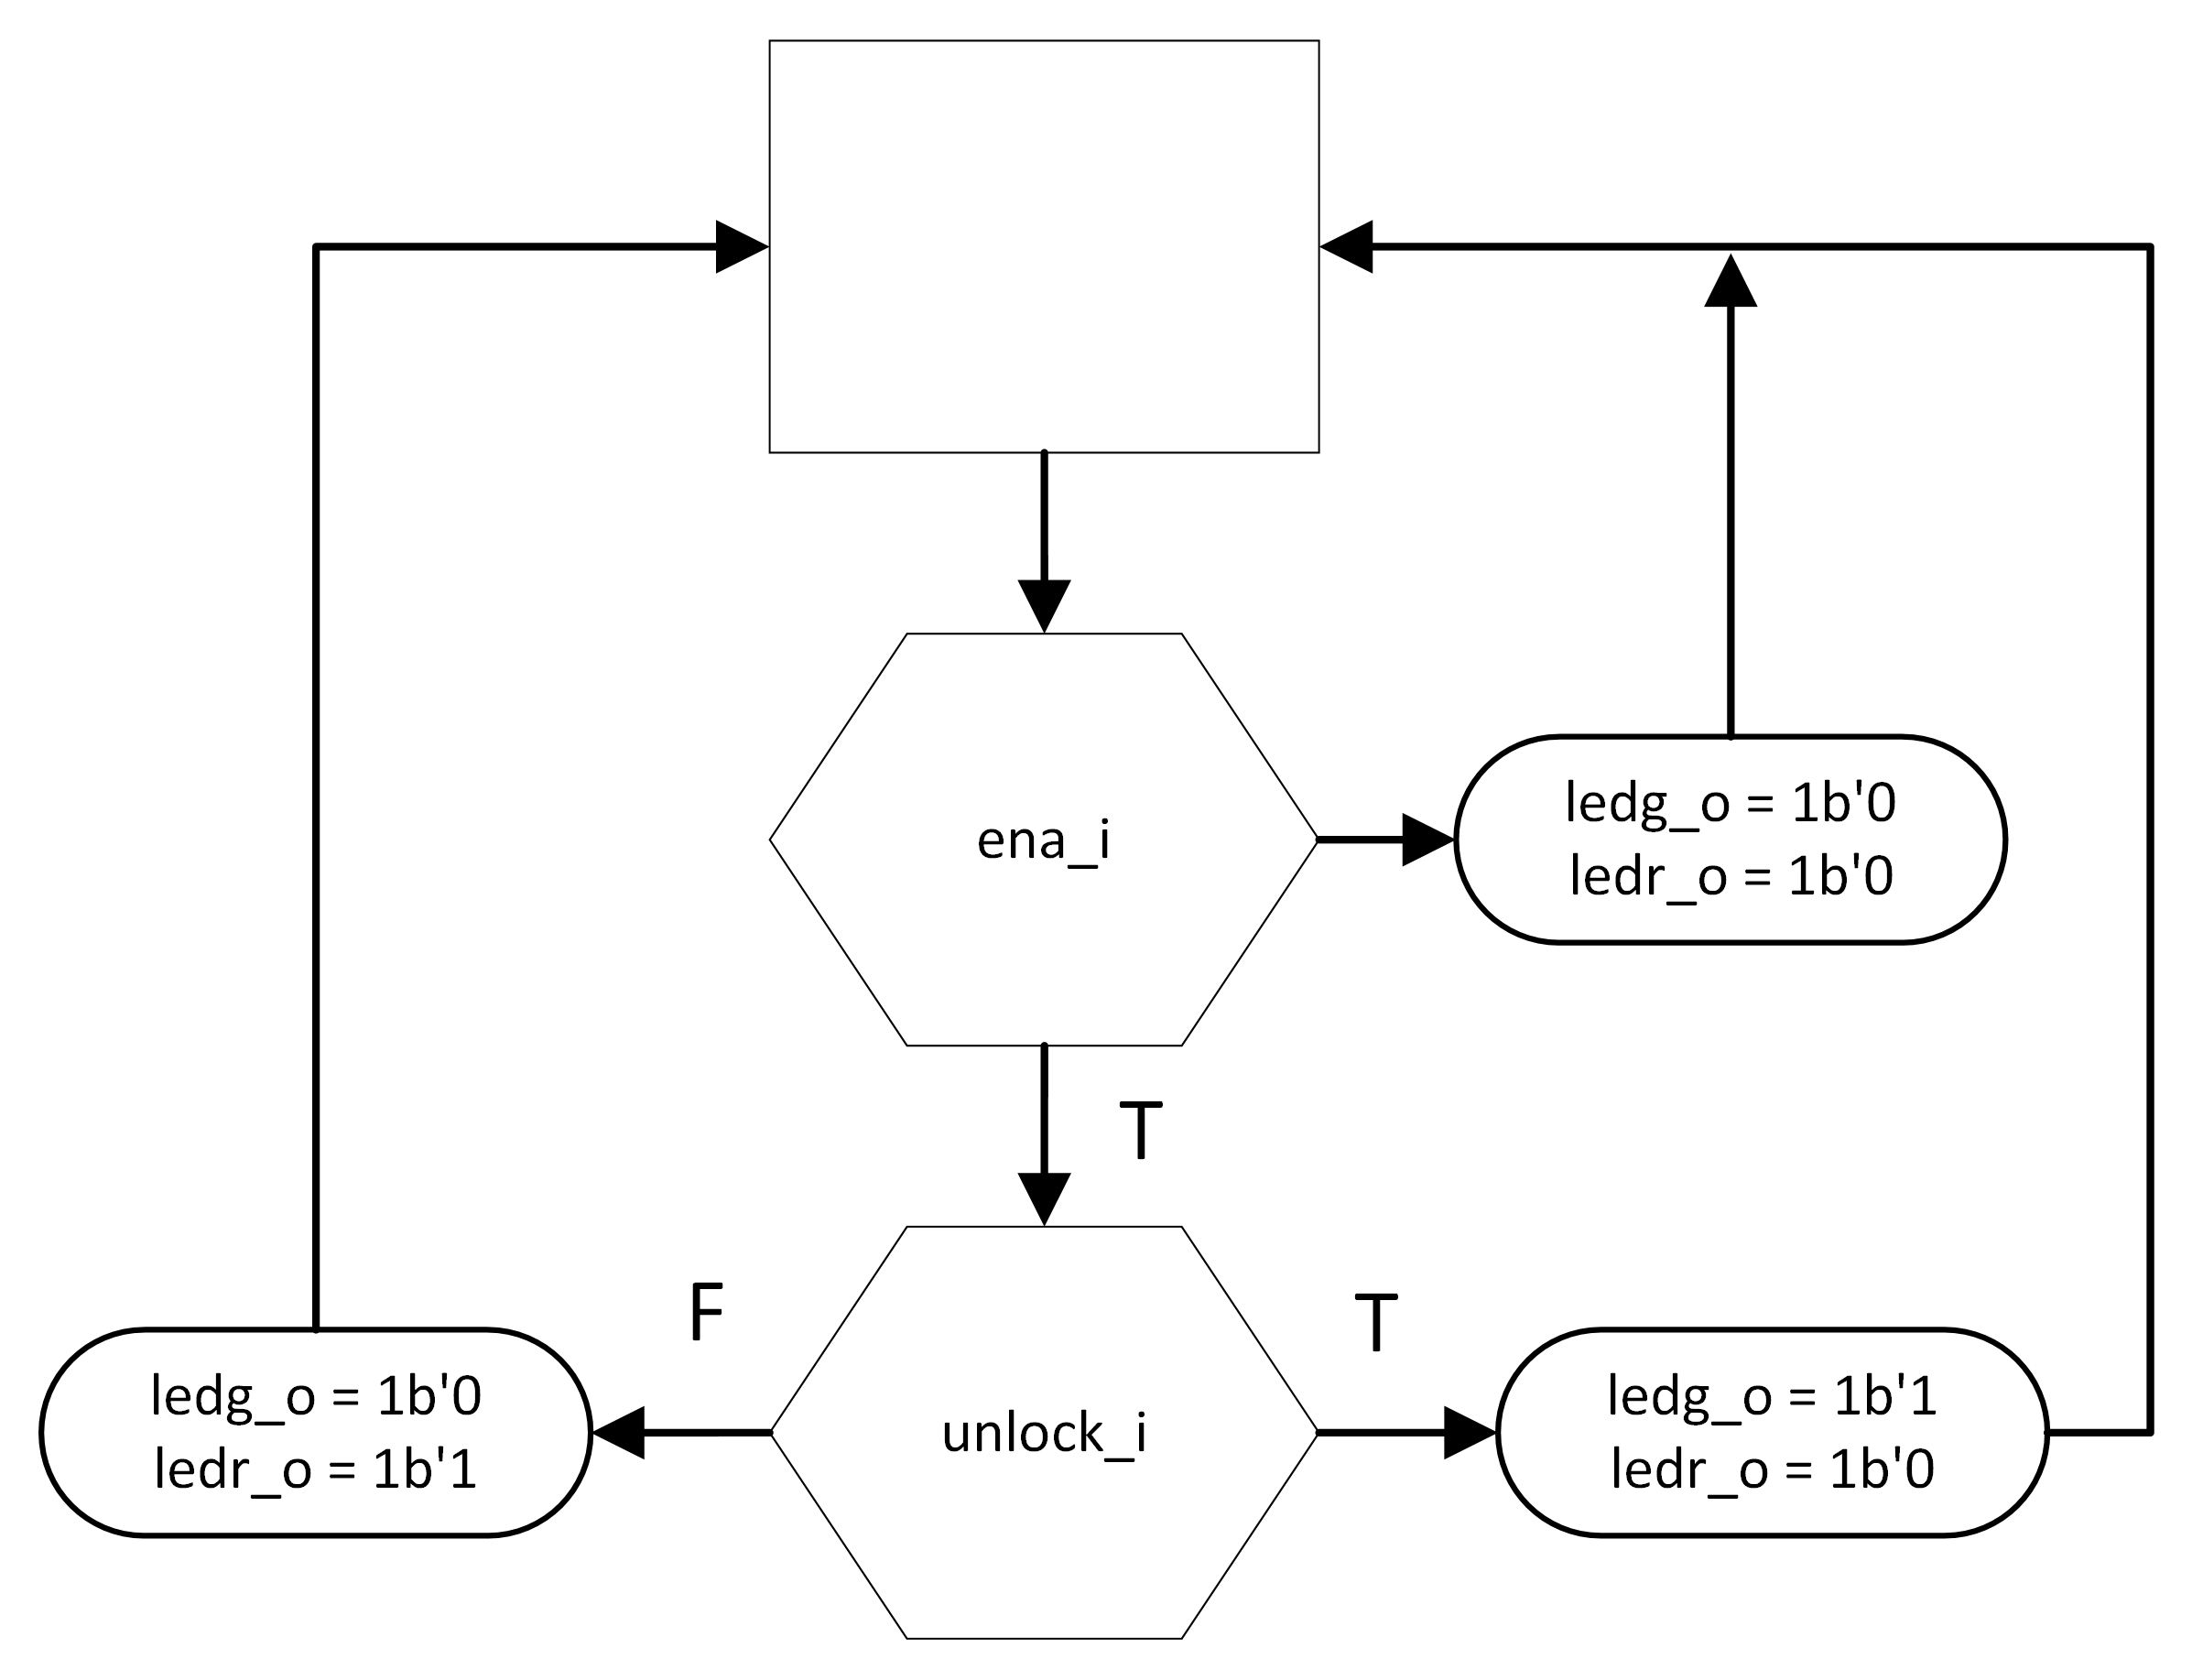 ena_i
ledg_o = 1b'0
ledr_o = 1b'0
T
F
T
ledg_o = 1b'0
ledr_o = 1b'1
unlock_i
ledg_o = 1b'1
ledr_o = 1b'0